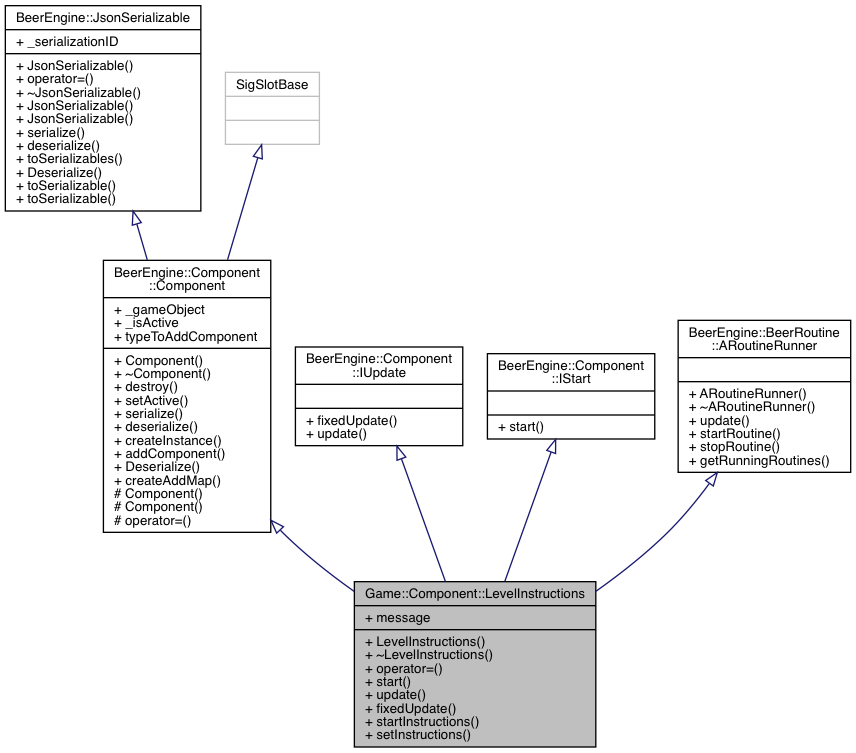 BeerEngine::JsonSerializable
+ _serializationID
+ JsonSerializable()
+ operator=()
+ ~JsonSerializable()
+ JsonSerializable()
+ JsonSerializable()
+ serialize()
+ deserialize()
+ toSerializables()
+ Deserialize()
+ toSerializable()
+ toSerializable()
SigSlotBase
BeerEngine::Component
::Component
+ _gameObject
+ _isActive
+ typeToAddComponent
+ Component()
+ ~Component()
+ destroy()
+ setActive()
+ serialize()
+ deserialize()
+ createInstance()
+ addComponent()
+ Deserialize()
+ createAddMap()
# Component()
# Component()
# operator=()
BeerEngine::Component
::IUpdate
+ fixedUpdate()
+ update()
BeerEngine::Component
::IStart
+ start()
BeerEngine::BeerRoutine
::ARoutineRunner
+ ARoutineRunner()
+ ~ARoutineRunner()
+ update()
+ startRoutine()
+ stopRoutine()
+ getRunningRoutines()
Game::Component::LevelInstructions
+ message
+ LevelInstructions()
+ ~LevelInstructions()
+ operator=()
+ start()
+ update()
+ fixedUpdate()
+ startInstructions()
+ setInstructions()